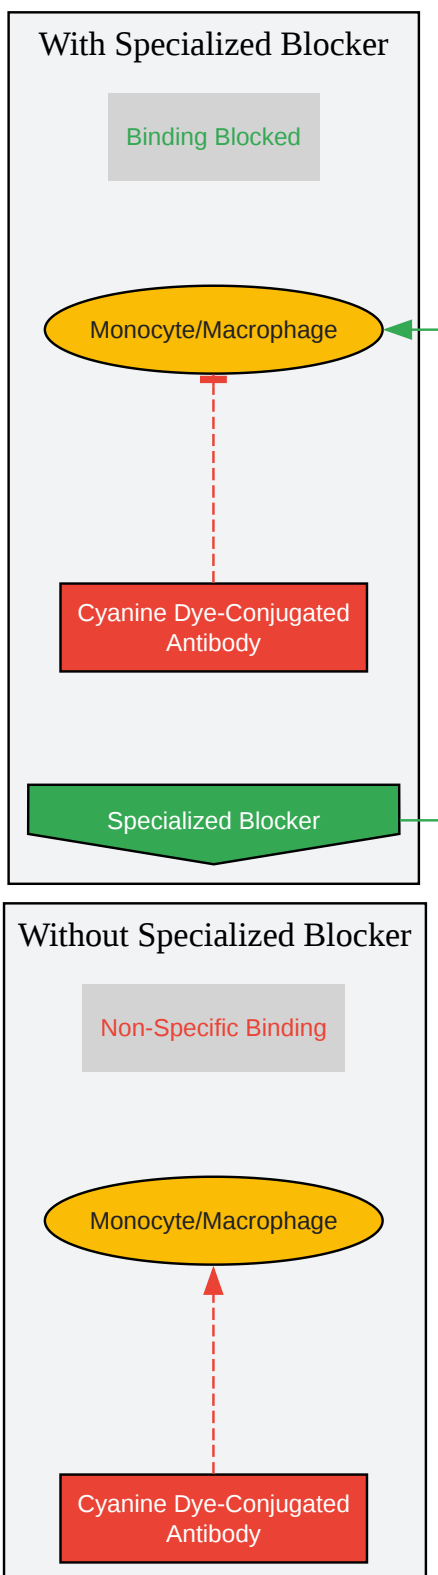 With Specialized Blocker
Binding Blocked
Monocyte/Macrophage
Cyanine Dye-Conjugated
Antibody
Specialized Blocker
Without Specialized Blocker
Non-Specific Binding
Monocyte/Macrophage
Cyanine Dye-Conjugated
Antibody